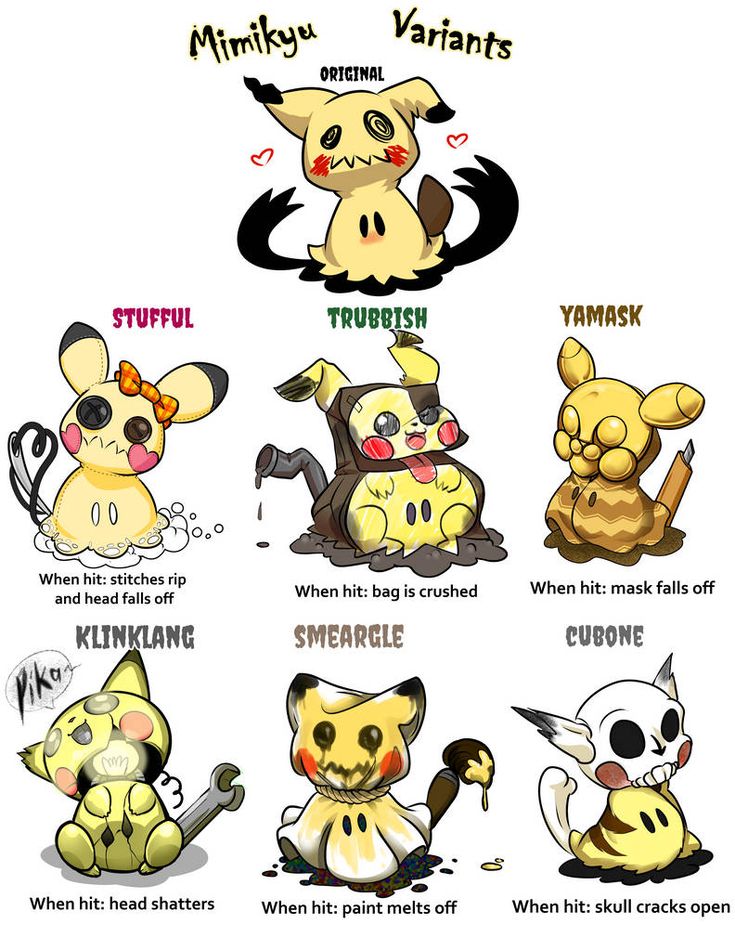 Mimikyu Variants
ORIGINAL
STUFFUL TRUBBISH YAMASK
When hit: stitches rip
and head falls off
When hit: bag is crushed
When hit: mask falls off
KLINKLANG SMEARGLE CUBONE
Pika~
When hit: head shatters
When hit: paint melts off
When hit: skull cracks open